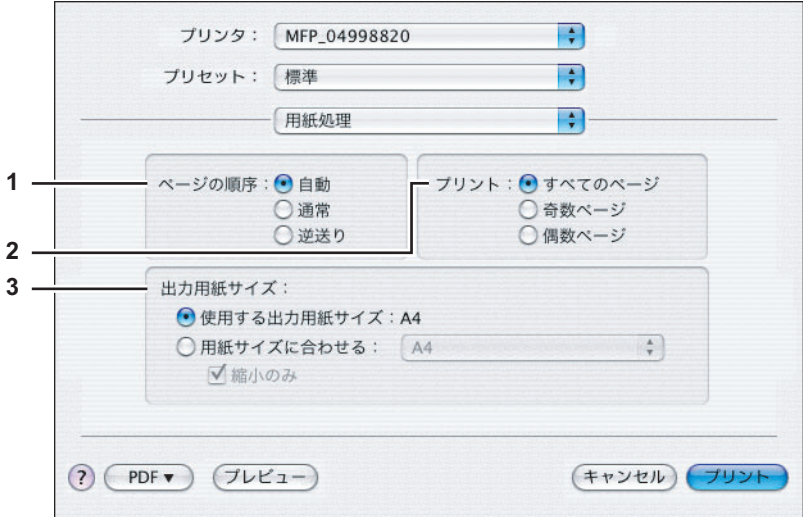 プリンタ： MFP_04998820
プリセット： 標準
用紙処理
1
ページの順序： 自動
通常
逆送り
2
プリント： すべてのページ
奇数ページ
偶数ページ
3
出力用紙サイズ：
使用する出力用紙サイズ：A4
用紙サイズに合わせる： A4
縮小のみ
? PDF▼ プレビュー キャンセル プリント